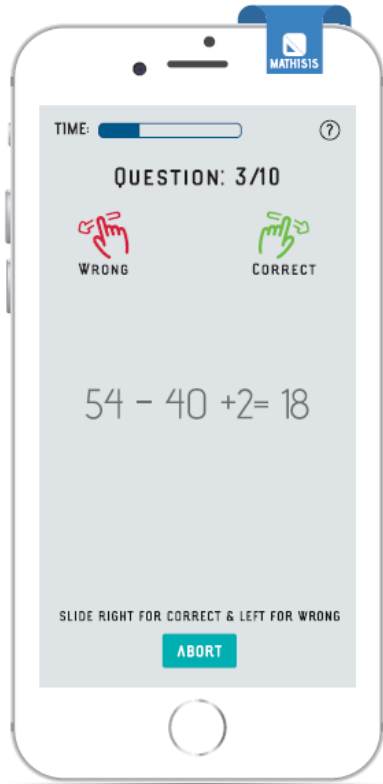 MATHISIS
TIME: ?
QUESTION: 3/10
WRONG CORRECT
54 - 40 +2= 18
SLIDE RIGHT FOR CORRECT & LEFT FOR WRONG
ABORT